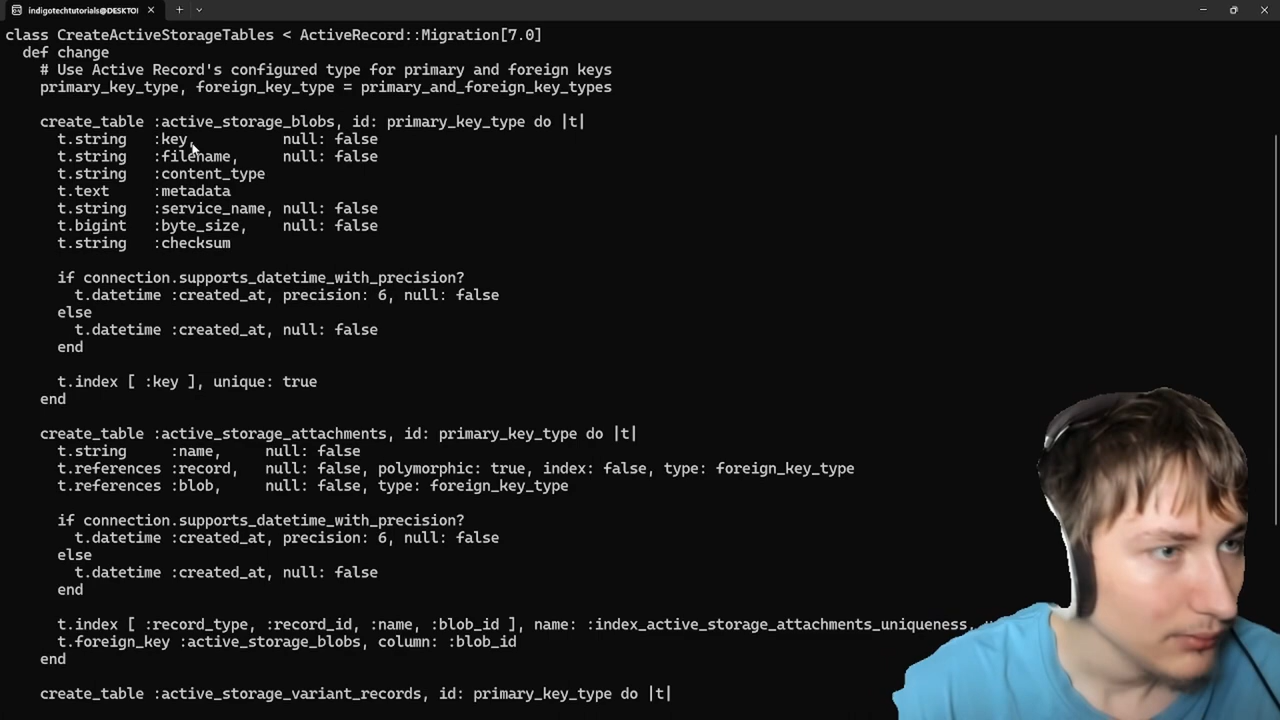 indigotechtutorials@DESKTO
class CreateActiveStorageTables < ActiveRecord::Migration[7.0]
  def change
    # Use Active Record's configured type for primary and foreign keys
    primary_key_type, foreign_key_type = primary_and_foreign_key_types

    create_table :active_storage_blobs, id: primary_key_type do |t|
      t.string   :key,          null: false
      t.string   :filename,     null: false
      t.string   :content_type
      t.text     :metadata
      t.string   :service_name, null: false
      t.bigint   :byte_size,    null: false
      t.string   :checksum

      if connection.supports_datetime_with_precision?
        t.datetime :created_at, precision: 6, null: false
      else
        t.datetime :created_at, null: false
      end

      t.index [ :key ], unique: true
    end

    create_table :active_storage_attachments, id: primary_key_type do |t|
      t.string     :name,     null: false
      t.references :record,   null: false, polymorphic: true, index: false, type: foreign_key_type
      t.references :blob,     null: false, type: foreign_key_type

      if connection.supports_datetime_with_precision?
        t.datetime :created_at, precision: 6, null: false
      else
        t.datetime :created_at, null: false
      end

      t.index [ :record_type, :record_id, :name, :blob_id ], name: :index_active_storage_attachments_uniqueness,
      t.foreign_key :active_storage_blobs, column: :blob_id
    end

    create_table :active_storage_variant_records, id: primary_key_type do |t|